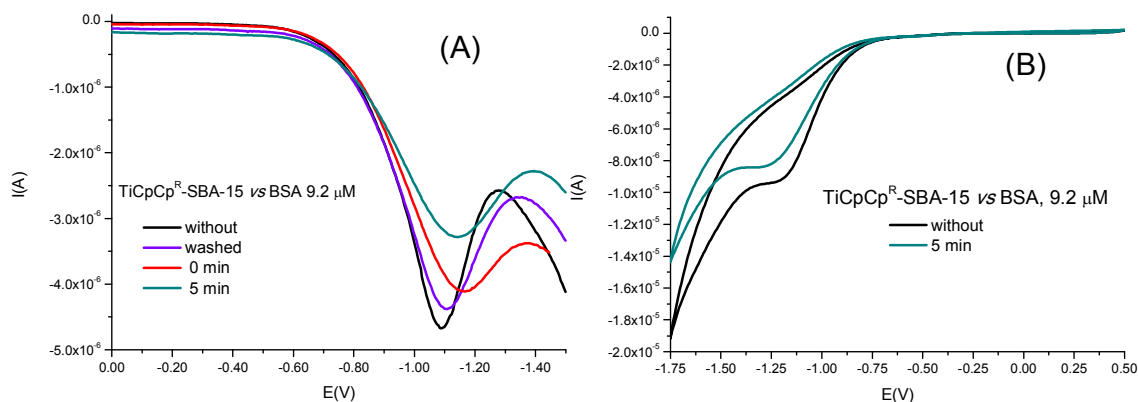 (A)
0.0
-1.0x10⁻⁶
-2.0x10⁻⁶
-3.0x10⁻⁶
-4.0x10⁻⁶
-5.0x10⁻⁶
I(A)
TiCpCpᴿ-SBA-15 vs BSA 9.2 μM
without
washed
0 min
5 min
0.00 -0.20 -0.40 -0.60 -0.80 -1.00 -1.20 -1.40
E(V)
(B)
0.0
-2.0x10⁻⁶
-4.0x10⁻⁶
-6.0x10⁻⁶
-8.0x10⁻⁶
-1.0x10⁻⁵
-1.2x10⁻⁵
-1.4x10⁻⁵
-1.6x10⁻⁵
-1.8x10⁻⁵
-2.0x10⁻⁵
I(A)
TiCpCpᴿ-SBA-15 vs BSA, 9.2 μM
without
5 min
-1.75 -1.50 -1.25 -1.00 -0.75 -0.50 -0.25 0.00 0.25 0.50
E(V)